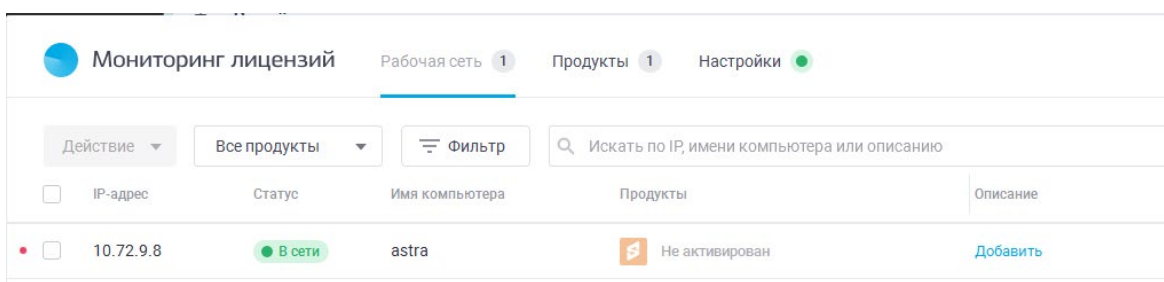 Мониторинг лицензий Рабочая сеть 1 Продукты 1 Настройки
Действие Все продукты Фильтр Искать по IP, имени компьютера или описанию
IP-адрес Статус Имя компьютера Продукты Описание
10.72.9.8 В сети astra Не активирован Добавить